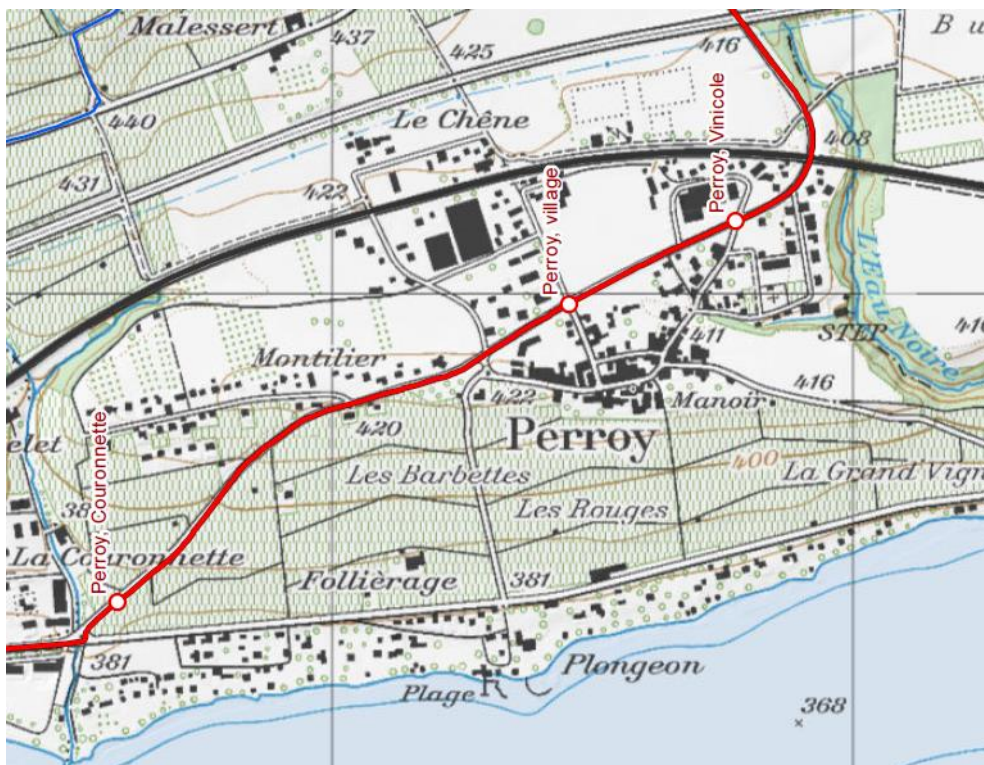 Malessert
437
425
416
B u
440
Le Chêne
408
431
422
Perroy, village
Perroy, Vinicole
L'Eau Noire
STEP
411
416
Montilier
422
Manoir
420
Perroy
elet
Les Barbettes
400
La Grand'Vign
Les Rouges
38
Perroy, Couronnette
La Couronnette
Follièrage
381
381
Plongeon
Plage
368